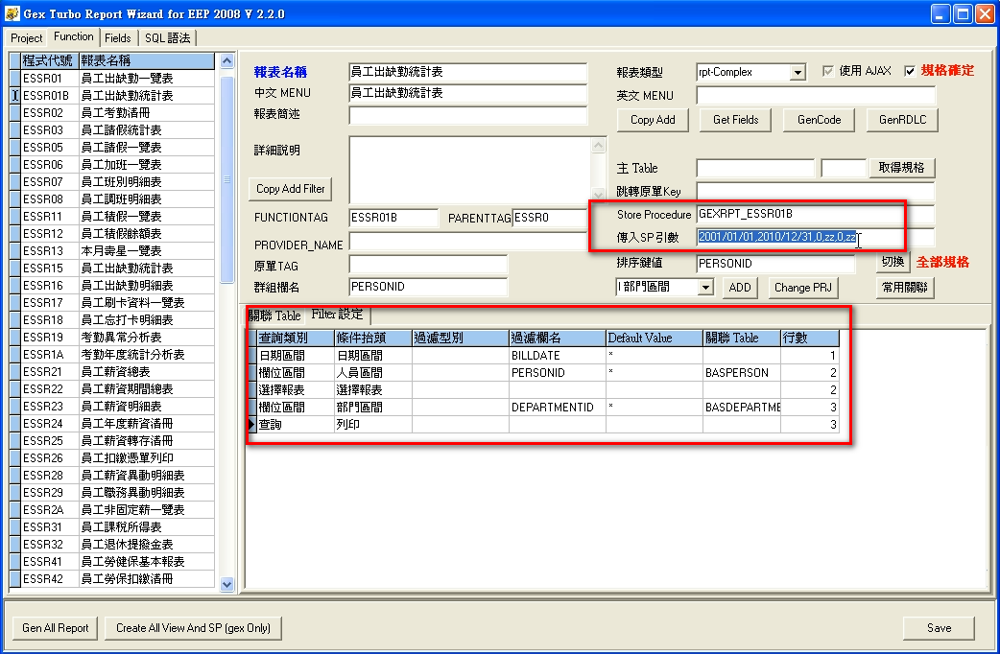 Gex Turbo Report Wizard for EEP 2008 V 2.2.0
Project Function Fields SQL語法
程式代號 報表名稱
ESSR01 員工出缺勤一覽表
ESSR01B 員工出缺勤統計表
ESSR02 員工考勤清冊
ESSR03 員工請假統計表
ESSR05 員工請假一覽表
ESSR06 員工加班一覽表
ESSR07 員工班別明細表
ESSR08 員工調班明細表
ESSR11 員工積假一覽表
ESSR12 員工積假餘額表
ESSR13 本月壽星一覽表
ESSR15 員工出缺勤明細表
ESSR16 員工出缺勤明細表
ESSR17 員工刷卡資料一覽表
ESSR18 員工忘打卡明細表
ESSR19 考勤異常分析表
ESSR1A 考勤年度統計分析表
ESSR21 員工薪資總表
ESSR22 員工薪資期間總表
ESSR23 員工薪資明細表
ESSR24 員工年度薪資清冊
ESSR25 員工薪資轉存清冊
ESSR26 員工扣繳憑單列印
ESSR28 員工薪資異動明細表
ESSR29 員工職務異動明細表
ESSR2A 員工非固定薪一覽表
ESSR31 員工課稅所得表
ESSR32 員工退休提撥金表
ESSR41 員工勞健保基本報表
ESSR42 員工勞保扣繳清冊
報表名稱 員工出缺勤統計表
中文 MENU 員工出缺勤統計表
報表簡述
詳細說明
Copy Add Filter
FUNCTIONTAG ESSR01B PARENTTAG ESSR0
PROVIDER_NAME
原單TAG
群組欄名 PERSONID
報表類型 rpt-Complex 使用 AJAX 規格確定
英文 MENU
Copy Add Get Fields GenCode GenRDLC
主 Table 取得規格
跳轉原單Key
Store Procedure GEXRPT_ESSR01B
傳入SP引數 2001/01/01,2010/12/31,0,zz,0,zz
排序鍵值 PERSONID 切換 全部規格
I 部門區間 ADD Change PRJ 常用關聯
關聯 Table Filter 設定
查詢類別 條件抬頭 過濾型別 過濾欄名 Default Value 關聯 Table 行數
日期區間 日期區間 BILLDATE * 1
欄位區間 人員區間 PERSONID * BASPERSON 2
選擇報表 選擇報表 2
欄位區間 部門區間 DEPARTMENTID * BASDEPARTME 3
查詢 列印 3
Gen All Report Create All View And SP (gex Only) Save